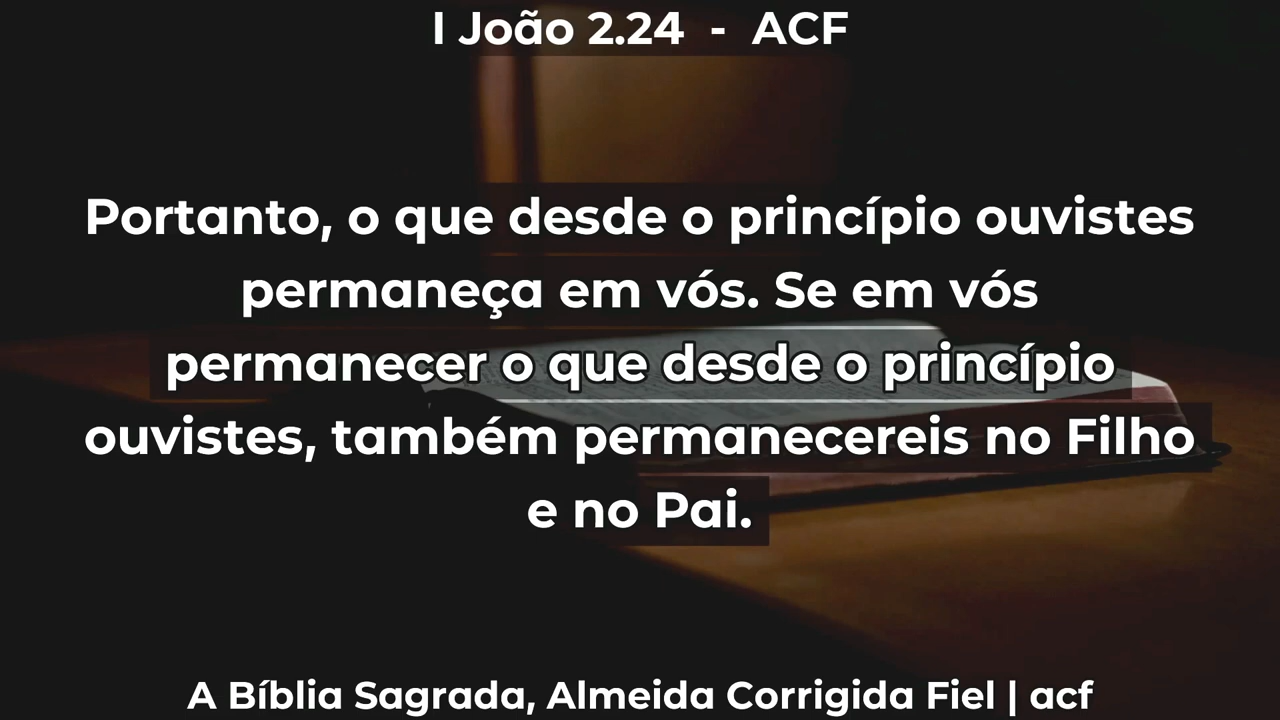 I João 2.24 - ACF
Portanto, o que desde o princípio ouvistes
permaneça em vós. Se em vós
permanecer o que desde o princípio
ouvistes, também permanecereis no Filho
e no Pai.
A Bíblia Sagrada, Almeida Corrigida Fiel | acf